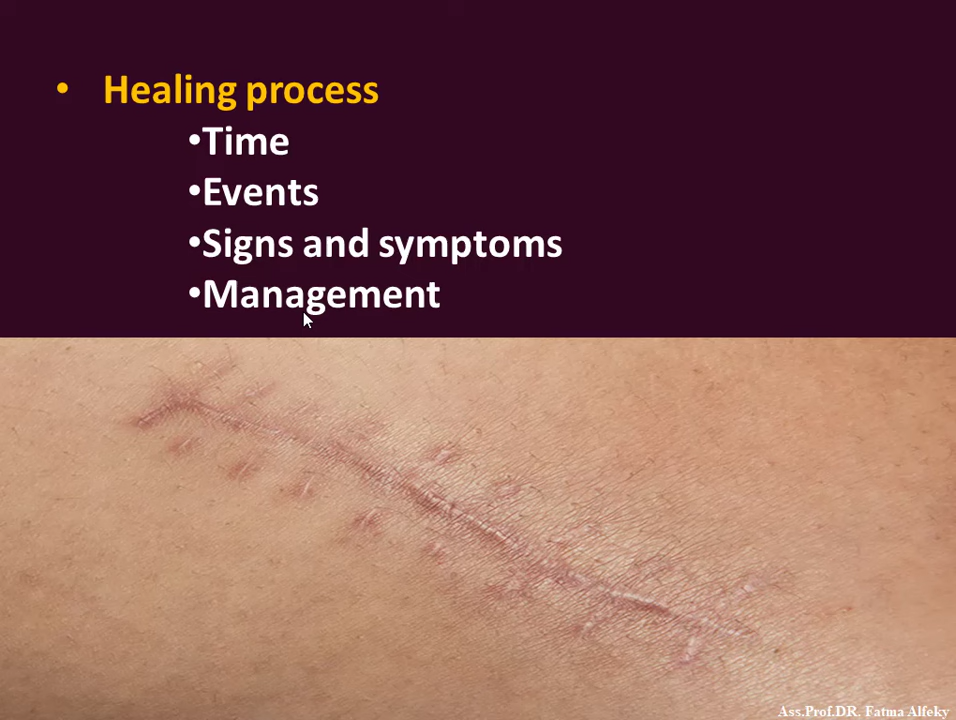 • Healing process
•Time
•Events
•Signs and symptoms
•Management
Ass.Prof.DR. Fatma Alfeky